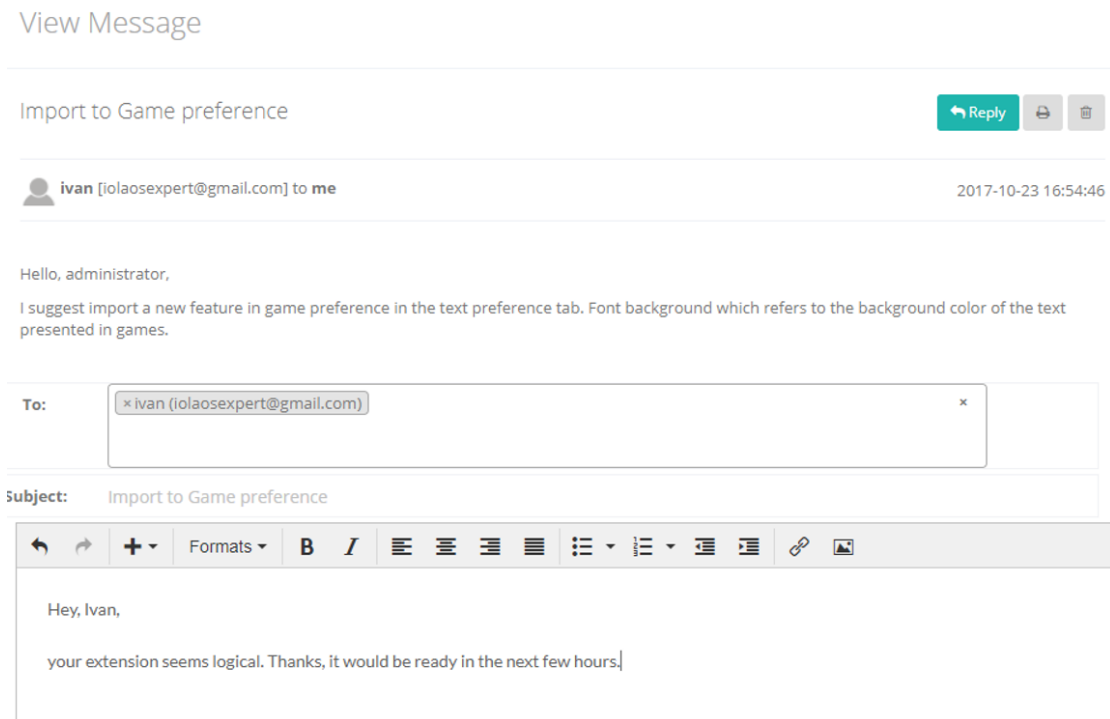 View Message
Import to Game preference
Reply
ivan [iolaosexpert@gmail.com] to me
2017-10-23 16:54:46
Hello, administrator,
I suggest import a new feature in game preference in the text preference tab. Font background which refers to the background color of the text
presented in games.
To:
× ivan (iolaosexpert@gmail.com)
×
Subject:
Import to Game preference
Formats
B I
Hey, Ivan,
your extension seems logical. Thanks, it would be ready in the next few hours.